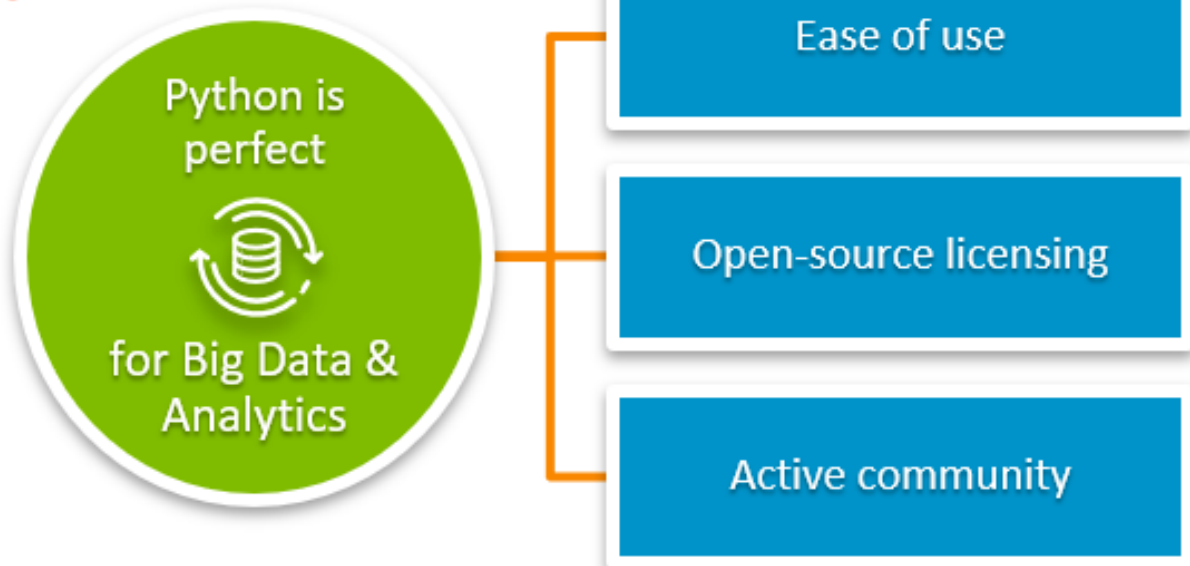 Python is
perfect
for Big Data &
Analytics
Ease of use
Open-source licensing
Active community